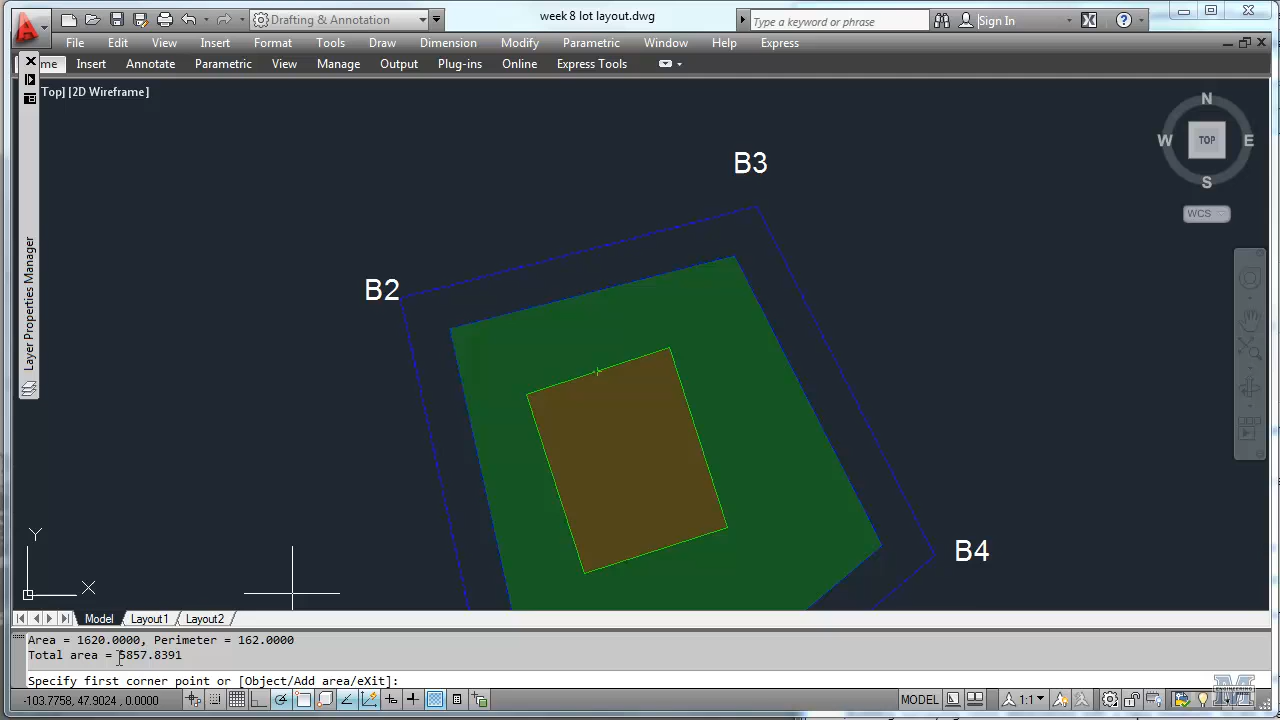 week 8 lot layout.dwg
Drafting & Annotation
Type a keyword or phrase
Sign In
File Edit View Insert Format Tools Draw Dimension Modify Parametric Window Help Express
me Insert Annotate Parametric View Manage Output Plug-ins Online Express Tools
Top] [2D Wireframe]
N
W TOP E
S
WCS
B3
B2
B4
Layer Properties Manager
Y
X
Model Layout1 Layout2
Area = 1620.0000, Perimeter = 162.0000
Total area = 5857.8391
Specify first corner point or [Object/Add area/eXit]:
-103.7758, 47.9024 , 0.0000
MODEL
1:1